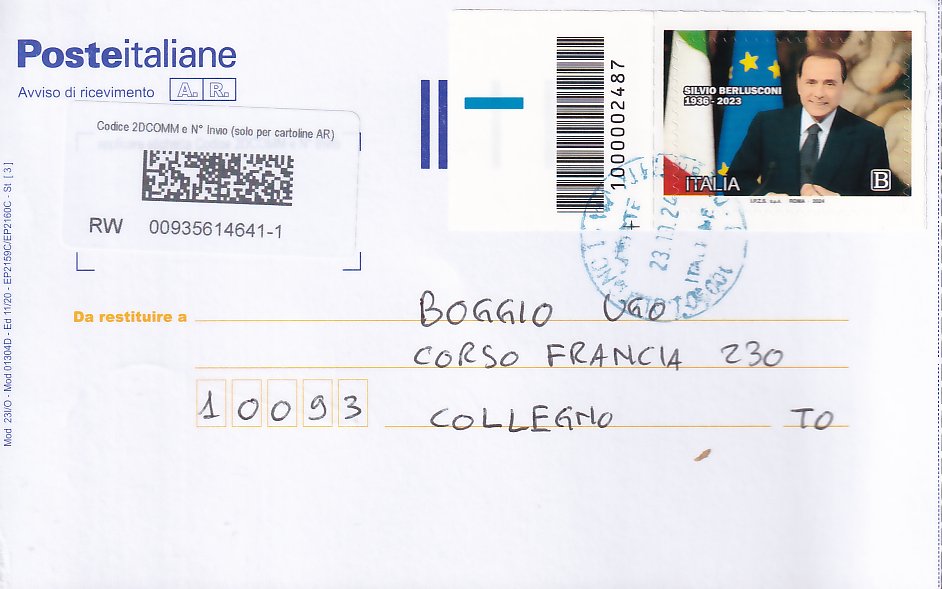 Posteitaliane
Avviso di ricevimento A. R.
Codice 2DCOMM e N° Invio (solo per cartoline AR)
RW 00935614641-1
1000002487
SILVIO BERLUSCONI
1936 - 2023
ITALIA
B
I.P.Z.S. S.p.A. ROMA - 2024
23.10.24
Da restituire a
BOGGIO UGO
CORSO FRANCIA 230
10093 COLLEGNO TO
Mod 23I/O - Mod 01304D - Ed 11/20 - EP2159C/EP2160C - St [ 3 ]